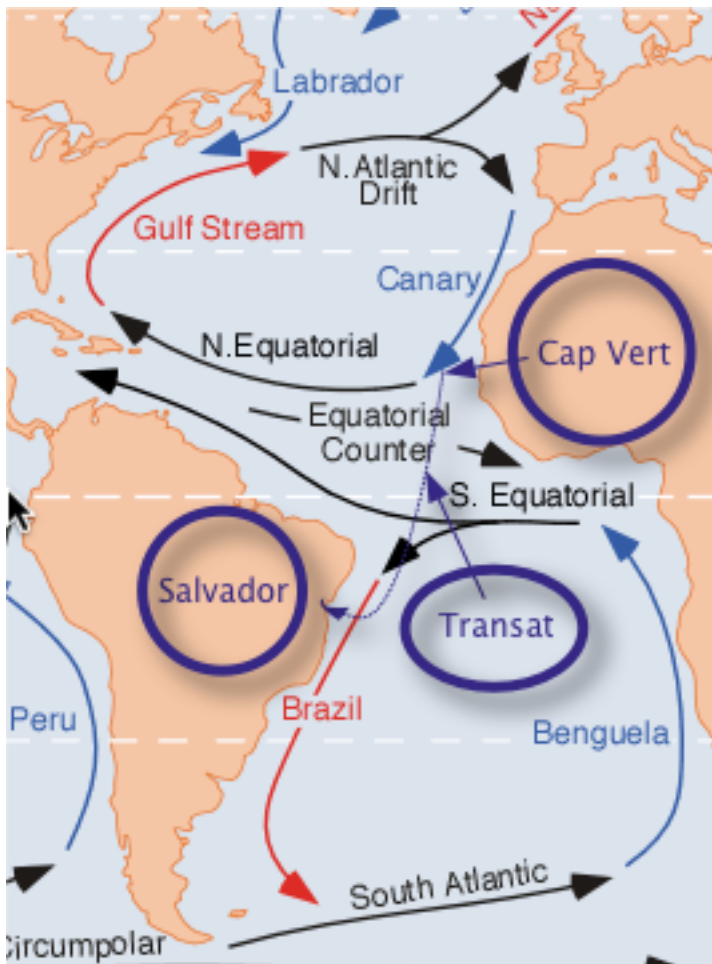 Labrador
N. Atlantic
Drift
Gulf Stream
Canary
Cap Vert
N. Equatorial
Equatorial
Counter
S. Equatorial
Salvador
Transat
Brazil
Peru
Benguela
South Atlantic
Circumpolar